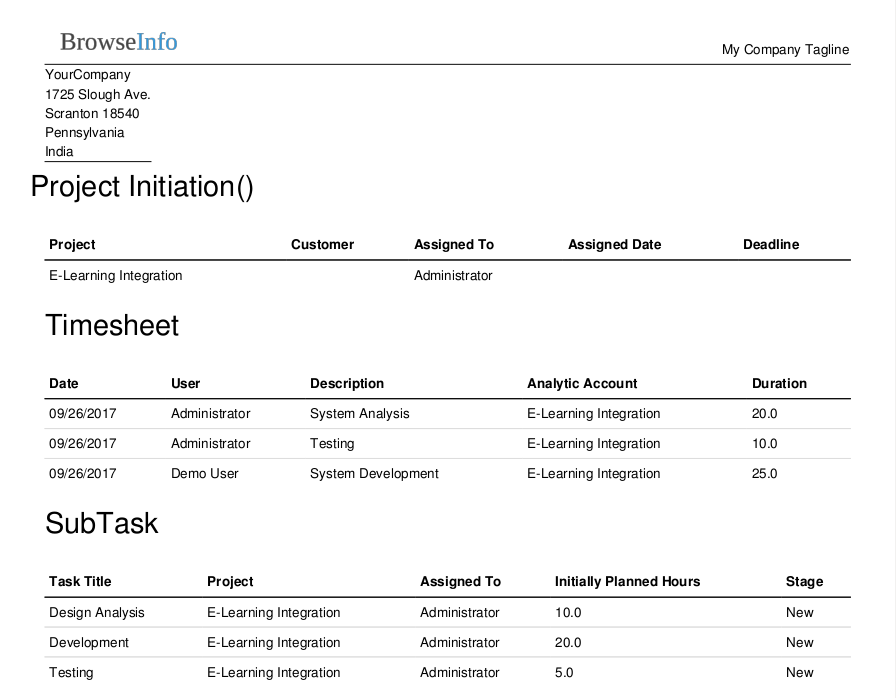 BrowseInfo
My Company Tagline
YourCompany
1725 Slough Ave.
Scranton 18540
Pennsylvania
India
Project Initiation()
Project Customer Assigned To Assigned Date Deadline
E-Learning Integration Administrator
Timesheet
Date User Description Analytic Account Duration
09/26/2017 Administrator System Analysis E-Learning Integration 20.0
09/26/2017 Administrator Testing E-Learning Integration 10.0
09/26/2017 Demo User System Development E-Learning Integration 25.0
SubTask
Task Title Project Assigned To Initially Planned Hours Stage
Design Analysis E-Learning Integration Administrator 10.0 New
Development E-Learning Integration Administrator 20.0 New
Testing E-Learning Integration Administrator 5.0 New